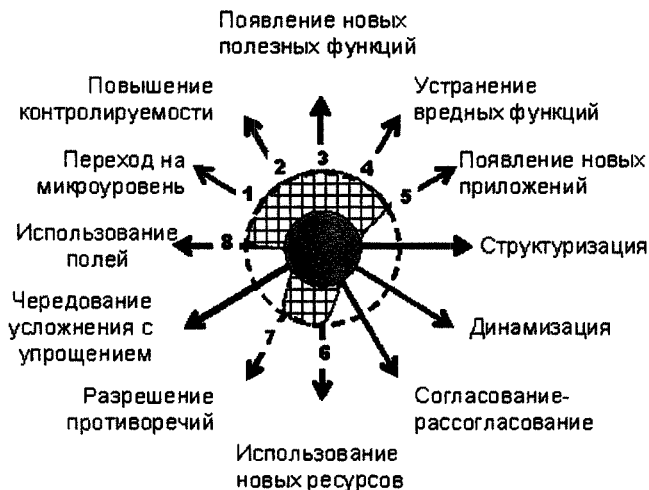 Появление новых
полезных функций
Повышение
контролируемости
Устранение
вредных функций
Переход на
микроуровень
Появление новых
приложений
Использование
полей
Структуризация
Чередование
усложнения с
упрощением
Динамизация
Разрешение
противоречий
Согласование-
рассогласование
Использование
новых ресурсов
1
2
3
4
5
6
7
8